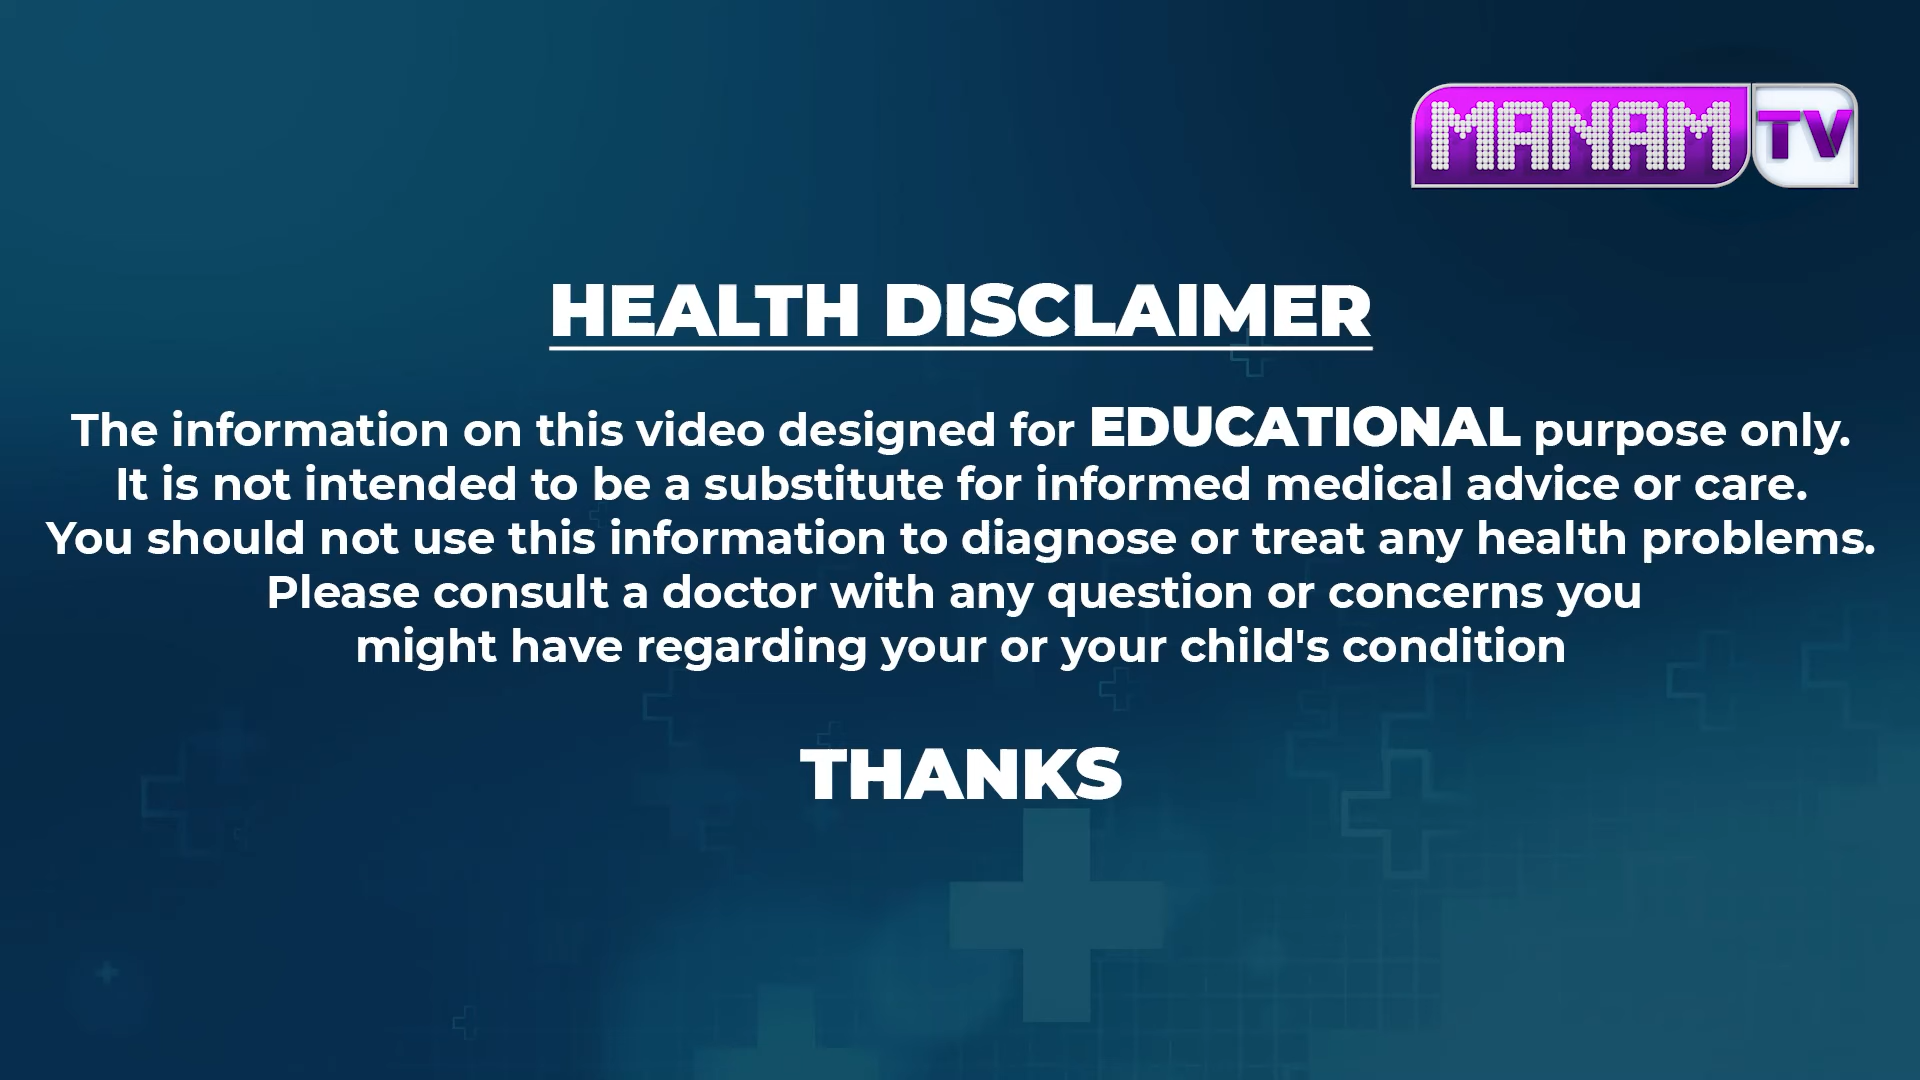 MANAM TV
HEALTH DISCLAIMER
The information on this video designed for EDUCATIONAL purpose only.
It is not intended to be a substitute for informed medical advice or care.
You should not use this information to diagnose or treat any health problems.
Please consult a doctor with any question or concerns you
might have regarding your or your child's condition
THANKS